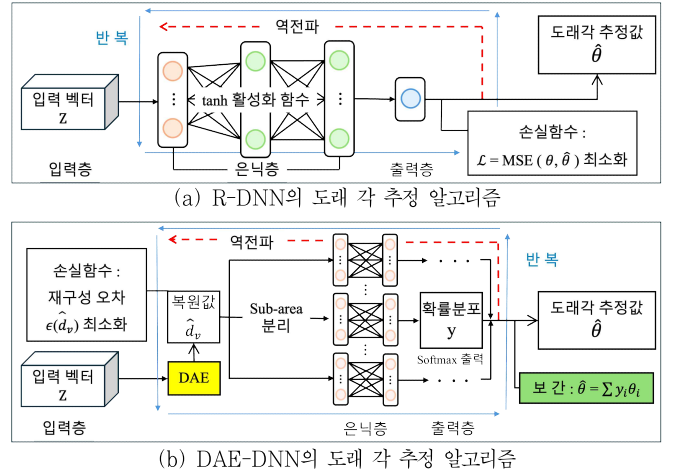 반 복
역전파
도래각 추정값
θ̂
입력 벡터
Z
tanh 활성화 함수
손실함수 :
ℒ = MSE ( θ, θ̂ ) 최소화
입력층
은닉층
출력층
(a) R-DNN의 도래 각 추정 알고리즘
역전파
반 복
손실함수 :
재구성 오차
ϵ(d̂ᵥ) 최소화
복원값
d̂ᵥ
Sub-area
분리
확률분포
y
Softmax 출력
도래각 추정값
θ̂
입력 벡터
Z
DAE
보 간 : θ̂ = ∑ yᵢθᵢ
입력층
은닉층
출력층
(b) DAE-DNN의 도래 각 추정 알고리즘